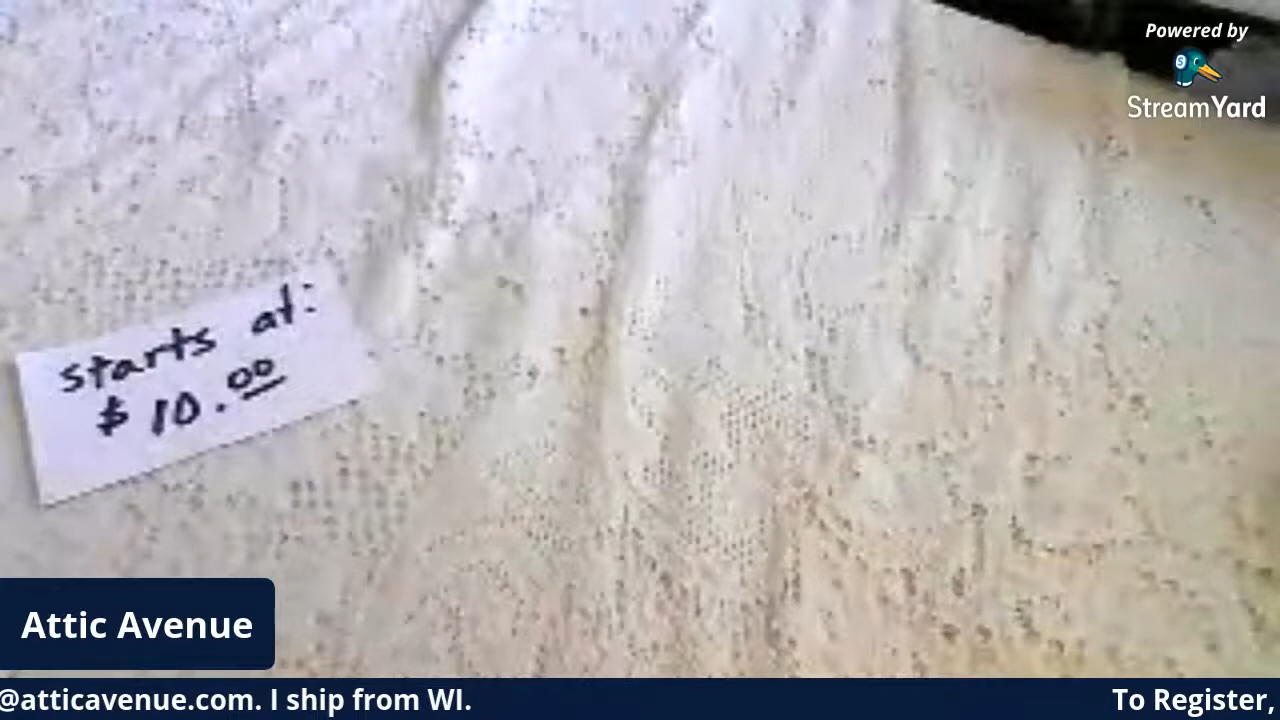 Powered by
StreamYard
starts at:
$ 10.00
Attic Avenue
@atticavenue.com. I ship from WI.
To Register,